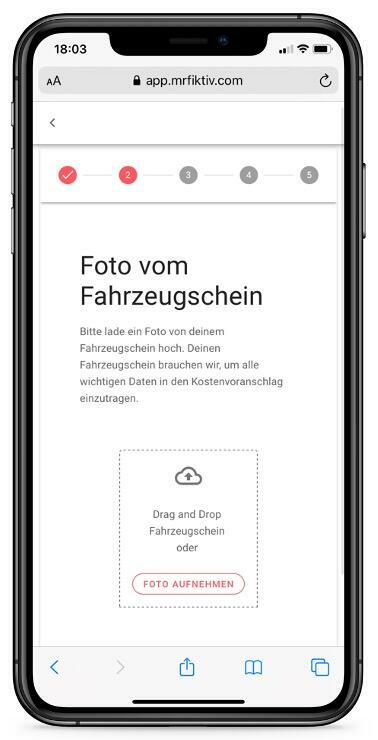 18:03
AA app.mrfiktiv.com
2 3 4 5
Foto vom
Fahrzeugschein
Bitte lade ein Foto von deinem
Fahrzeugschein hoch. Deinen
Fahrzeugschein brauchen wir, um alle
wichtigen Daten in den Kostenvoranschlag
einzutragen.
Drag and Drop
Fahrzeugschein
oder
FOTO AUFNEHMEN